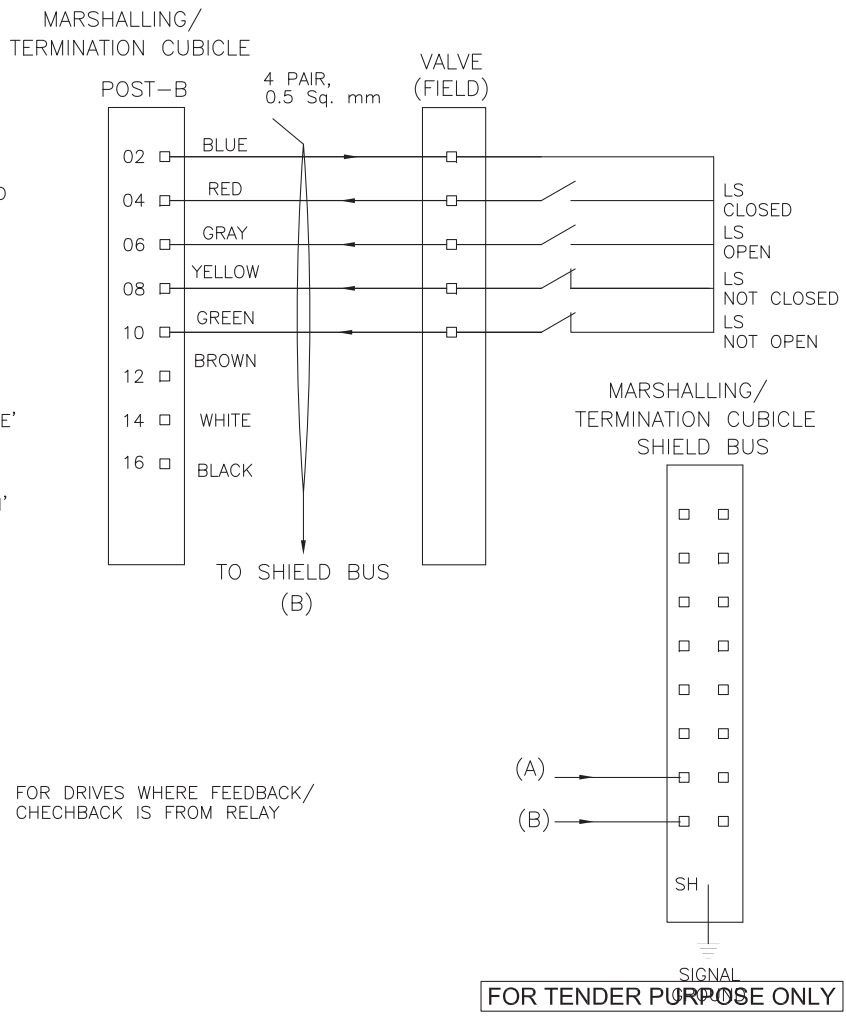 MARSHALLING/
TERMINATION CUBICLE
POST-B
4 PAIR,
0.5 Sq. mm
VALVE
(FIELD)
02 BLUE
04 RED
06 GRAY
08 YELLOW
10 GREEN
12 BROWN
14 WHITE
16 BLACK
LS
CLOSED
LS
OPEN
LS
NOT CLOSED
LS
NOT OPEN
TO SHIELD BUS
(B)
MARSHALLING/
TERMINATION CUBICLE
SHIELD BUS
(A)
(B)
SH
SIGNAL
GROUND
FOR DRIVES WHERE FEEDBACK/
CHECHBACK IS FROM RELAY
FOR TENDER PURPOSE ONLY